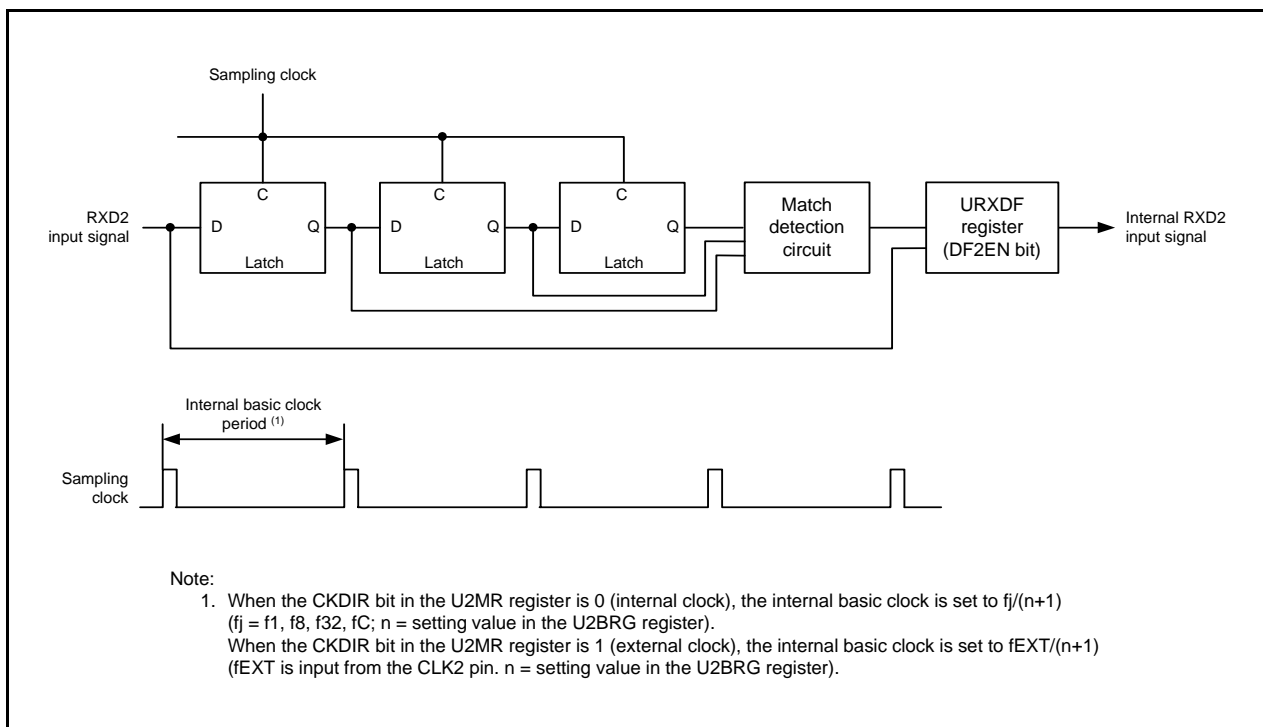 Sampling clock
C
C
C
RXD2
input signal
D
Q
Latch
D
Q
Latch
D
Q
Latch
Match
detection
circuit
URXDF
register
(DF2EN bit)
Internal RXD2
input signal
Internal basic clock
period (1)
Sampling
clock
Note:
1. When the CKDIR bit in the U2MR register is 0 (internal clock), the internal basic clock is set to fj/(n+1)
(fj = f1, f8, f32, fC; n = setting value in the U2BRG register).
When the CKDIR bit in the U2MR register is 1 (external clock), the internal basic clock is set to fEXT/(n+1)
(fEXT is input from the CLK2 pin. n = setting value in the U2BRG register).